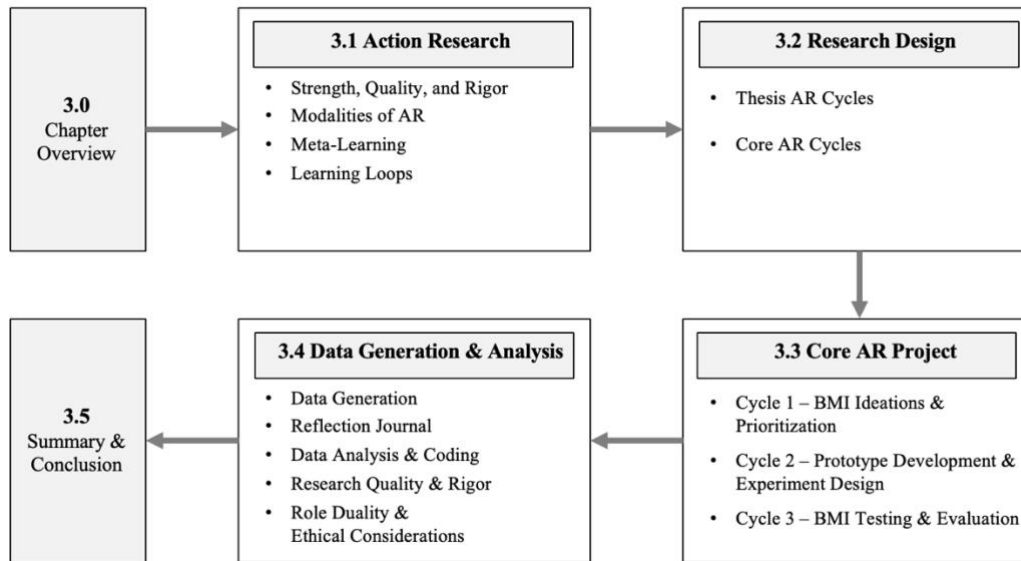 3.0
Chapter
Overview
3.1 Action Research
• Strength, Quality, and Rigor
• Modalities of AR
• Meta-Learning
• Learning Loops
3.2 Research Design
• Thesis AR Cycles
• Core AR Cycles
3.3 Core AR Project
• Cycle 1 – BMI Ideations &
Prioritization
• Cycle 2 – Prototype Development &
Experiment Design
• Cycle 3 – BMI Testing & Evaluation
3.4 Data Generation & Analysis
• Data Generation
• Reflection Journal
• Data Analysis & Coding
• Research Quality & Rigor
• Role Duality &
Ethical Considerations
3.5
Summary &
Conclusion